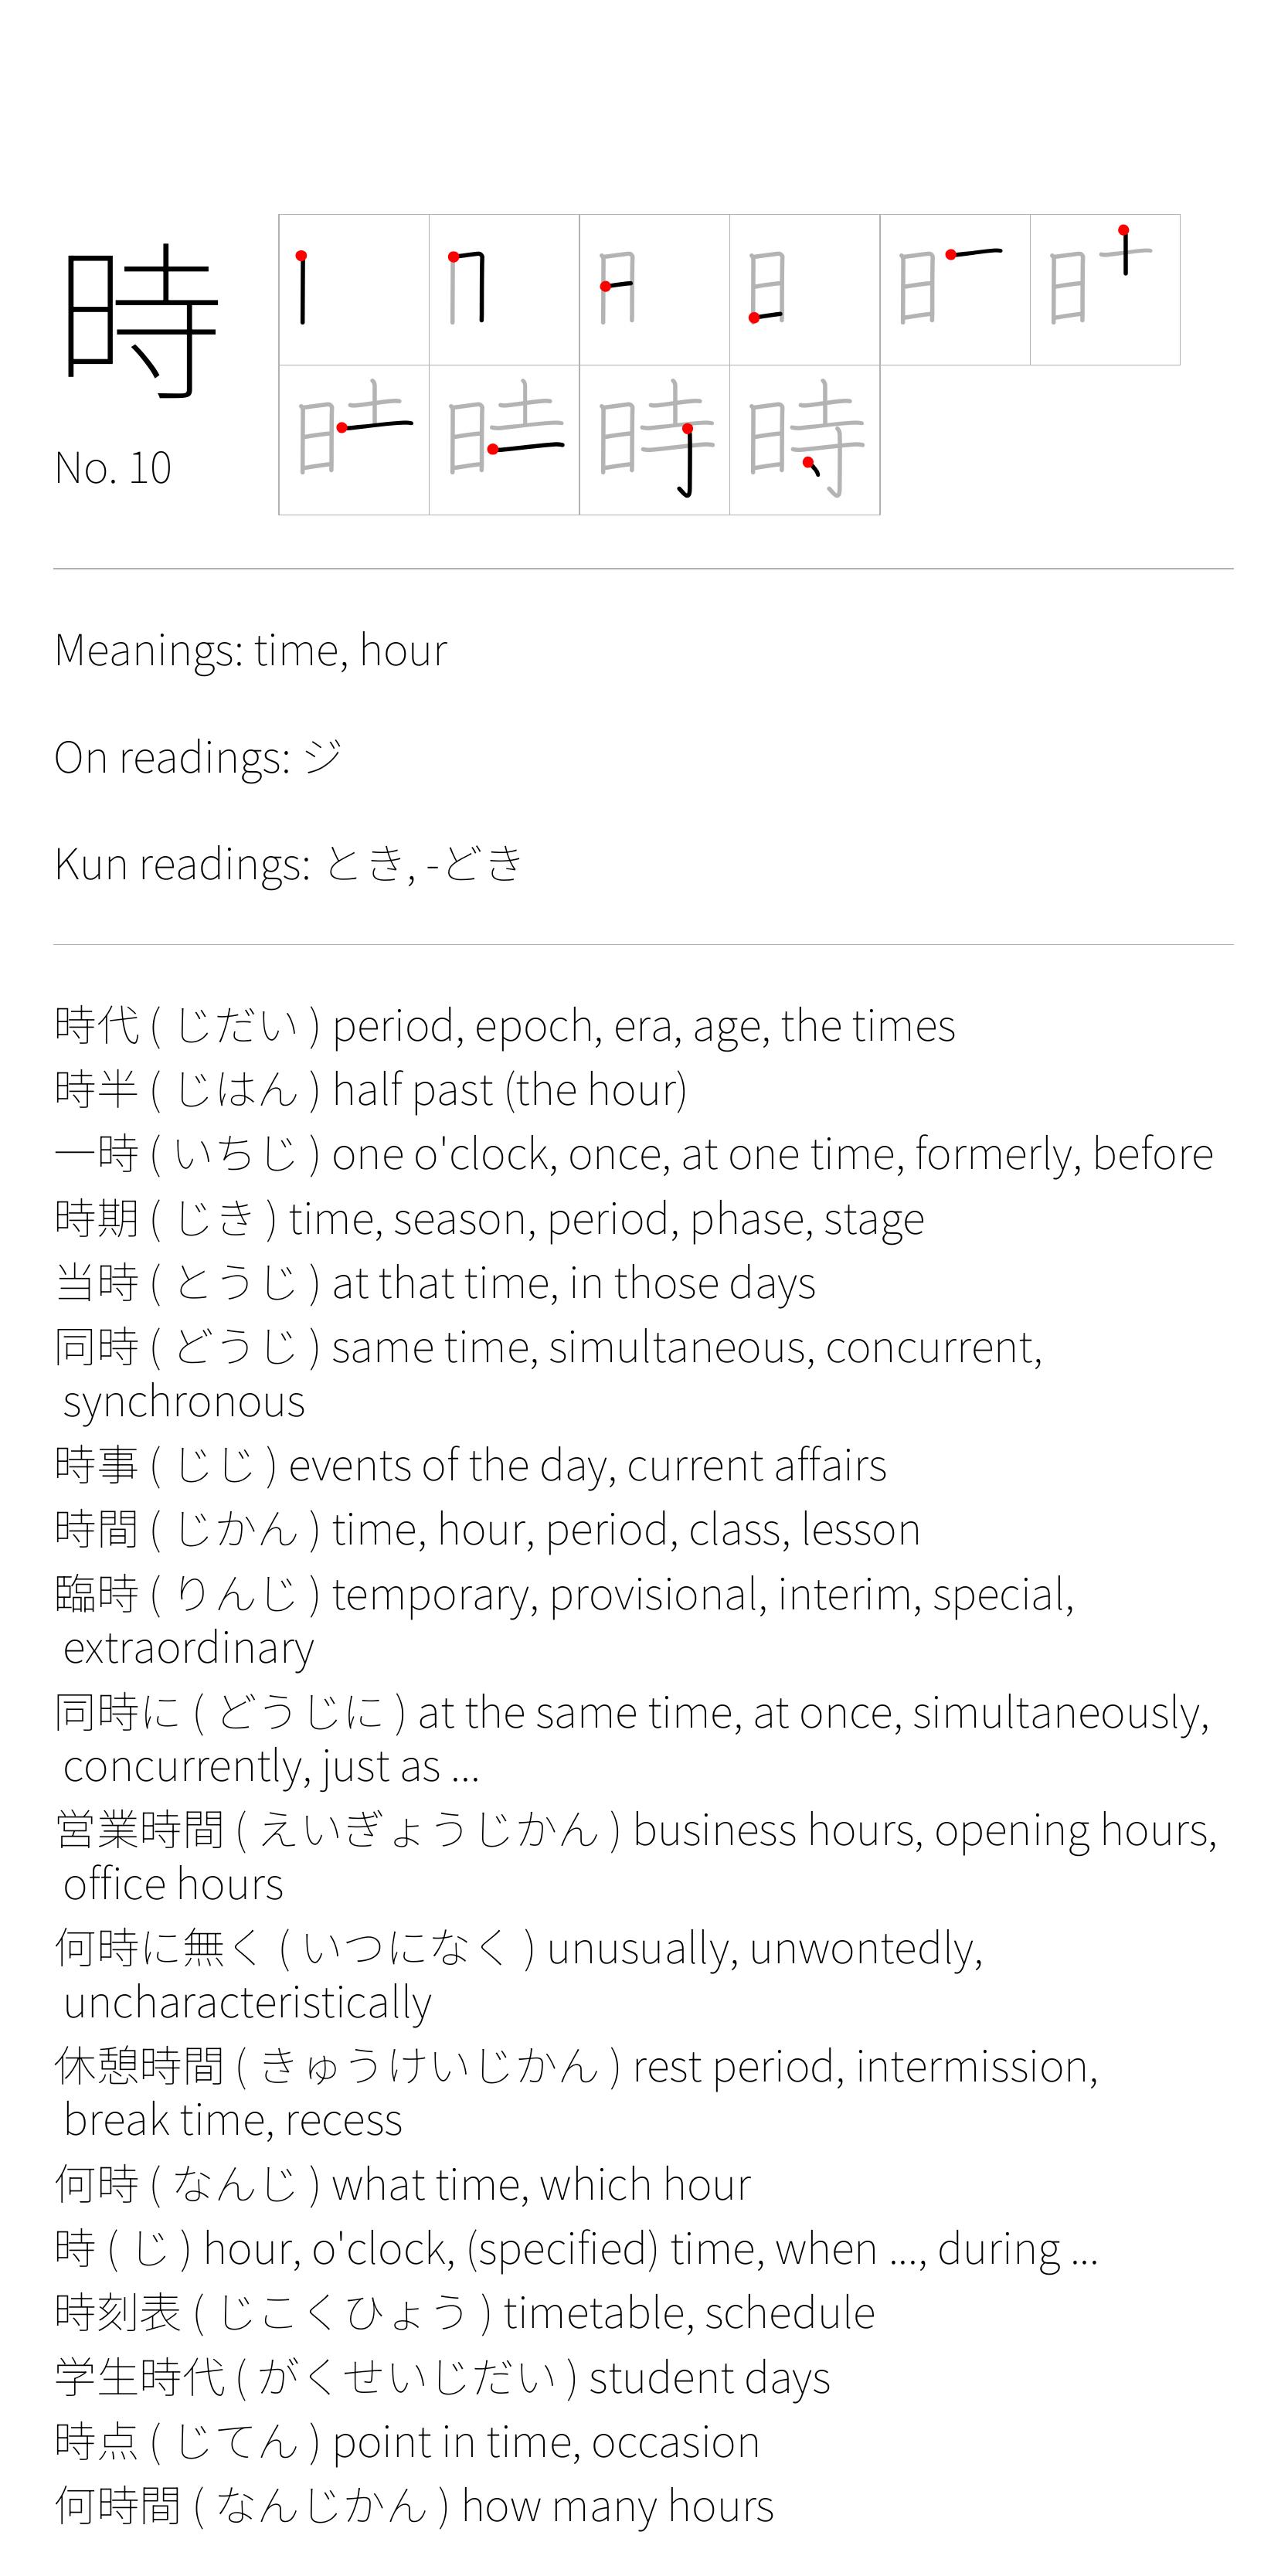 時
No. 10
Meanings: time, hour
On readings: ジ
Kun readings: とき, -どき
時代 ( じだい ) period, epoch, era, age, the times
時半 ( じはん ) half past (the hour)
一時 ( いちじ ) one o'clock, once, at one time, formerly, before
時期 ( じき ) time, season, period, phase, stage
当時 ( とうじ ) at that time, in those days
同時 ( どうじ ) same time, simultaneous, concurrent,
synchronous
時事 ( じじ ) events of the day, current affairs
時間 ( じかん ) time, hour, period, class, lesson
臨時 ( りんじ ) temporary, provisional, interim, special,
extraordinary
同時に ( どうじに ) at the same time, at once, simultaneously,
concurrently, just as ...
営業時間 ( えいぎょうじかん ) business hours, opening hours,
office hours
何時に無く ( いつになく ) unusually, unwontedly,
uncharacteristically
休憩時間 ( きゅうけいじかん ) rest period, intermission,
break time, recess
何時 ( なんじ ) what time, which hour
時 ( じ ) hour, o'clock, (specified) time, when ..., during ...
時刻表 ( じこくひょう ) timetable, schedule
学生時代 ( がくせいじだい ) student days
時点 ( じてん ) point in time, occasion
何時間 ( なんじかん ) how many hours